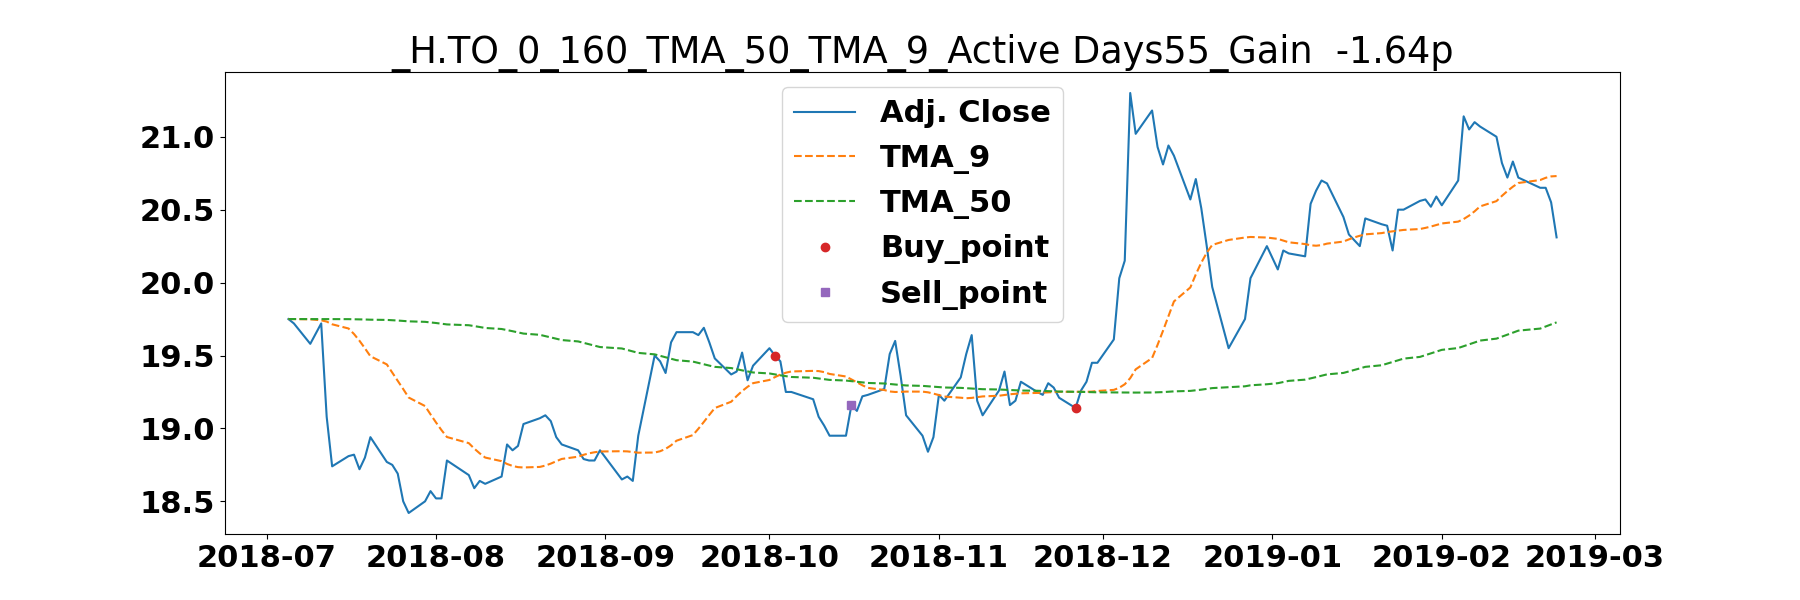 _H.TO_0_160_TMA_50_TMA_9_Active Days55_Gain  -1.64p
Adj. Close
TMA_9
TMA_50
Buy_point
Sell_point
21.0
20.5
20.0
19.5
19.0
18.5
2018-07 2018-08 2018-09 2018-10 2018-11 2018-12 2019-01 2019-02 2019-03